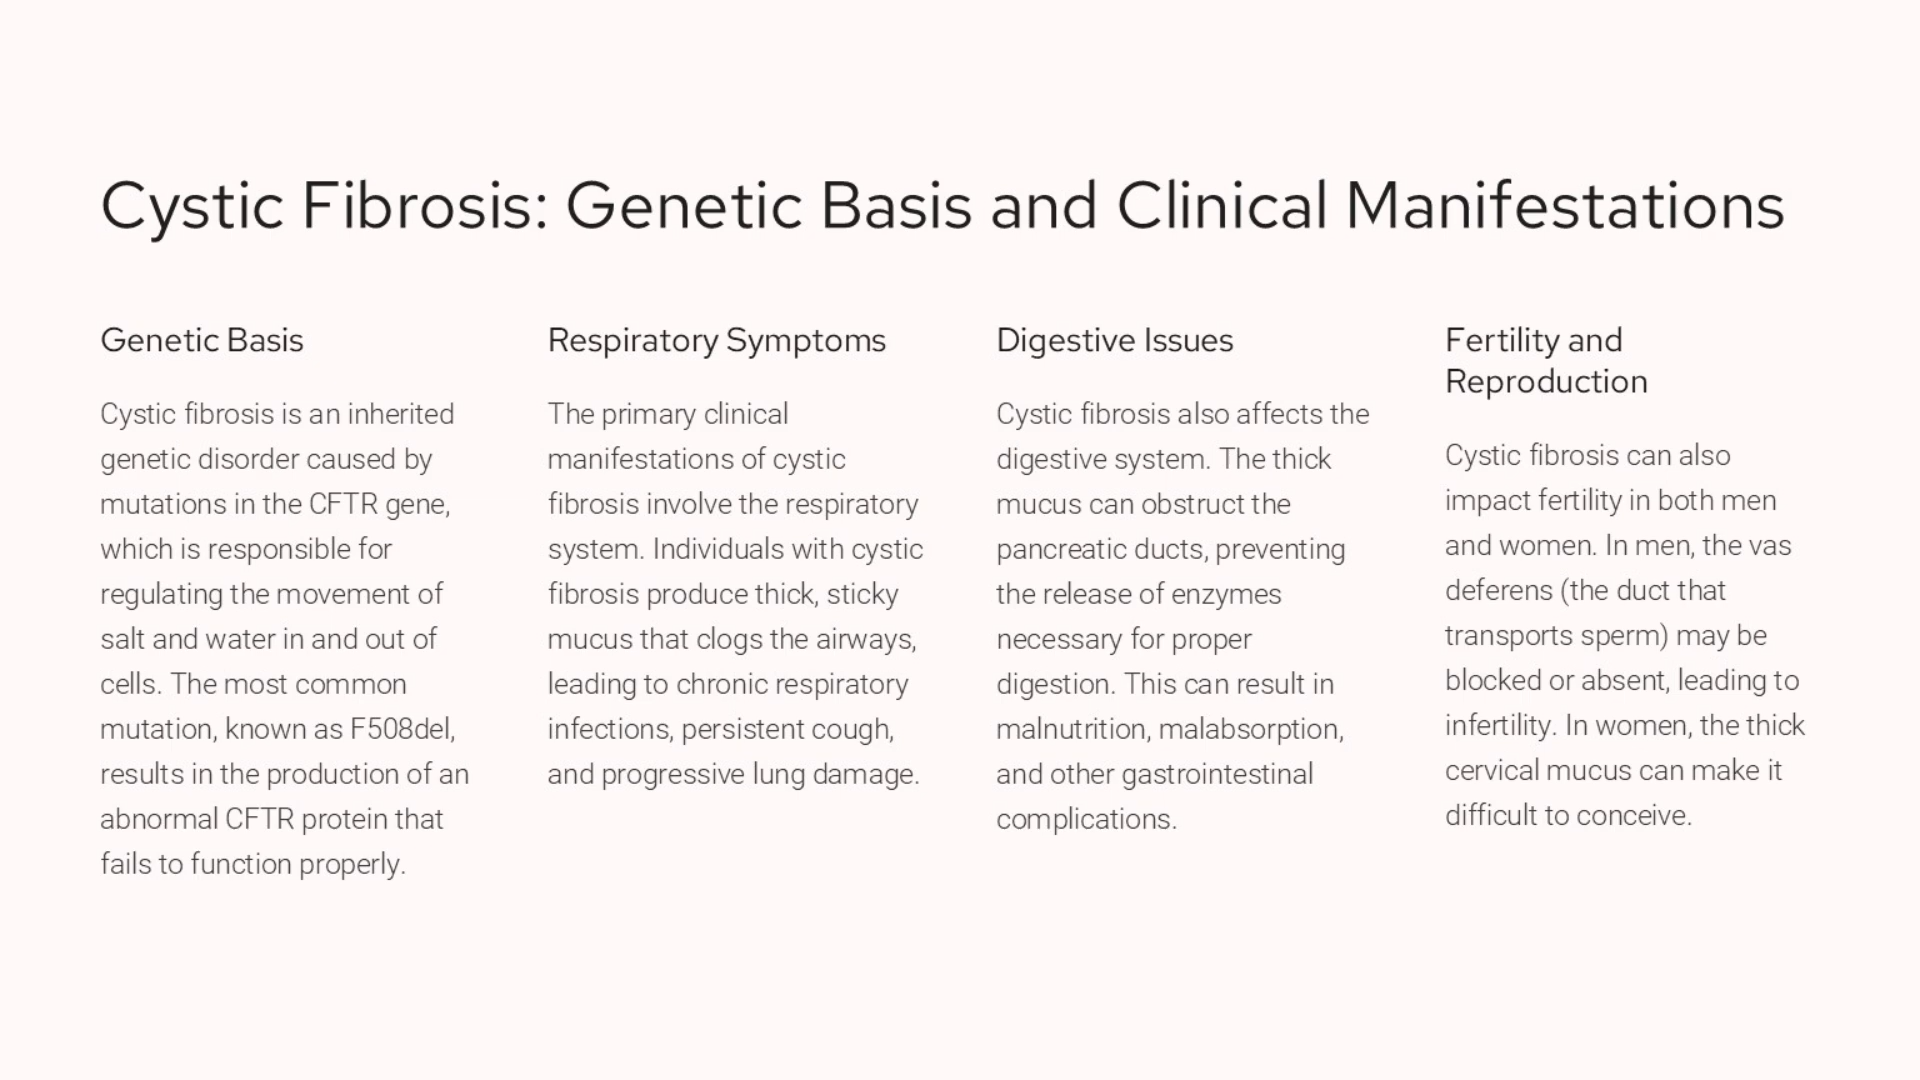 Cystic Fibrosis: Genetic Basis and Clinical Manifestations
Genetic Basis
Cystic fibrosis is an inherited
genetic disorder caused by
mutations in the CFTR gene,
which is responsible for
regulating the movement of
salt and water in and out of
cells. The most common
mutation, known as F508del,
results in the production of an
abnormal CFTR protein that
fails to function properly.
Respiratory Symptoms
The primary clinical
manifestations of cystic
fibrosis involve the respiratory
system. Individuals with cystic
fibrosis produce thick, sticky
mucus that clogs the airways,
leading to chronic respiratory
infections, persistent cough,
and progressive lung damage.
Digestive Issues
Cystic fibrosis also affects the
digestive system. The thick
mucus can obstruct the
pancreatic ducts, preventing
the release of enzymes
necessary for proper
digestion. This can result in
malnutrition, malabsorption,
and other gastrointestinal
complications.
Fertility and
Reproduction
Cystic fibrosis can also
impact fertility in both men
and women. In men, the vas
deferens (the duct that
transports sperm) may be
blocked or absent, leading to
infertility. In women, the thick
cervical mucus can make it
difficult to conceive.